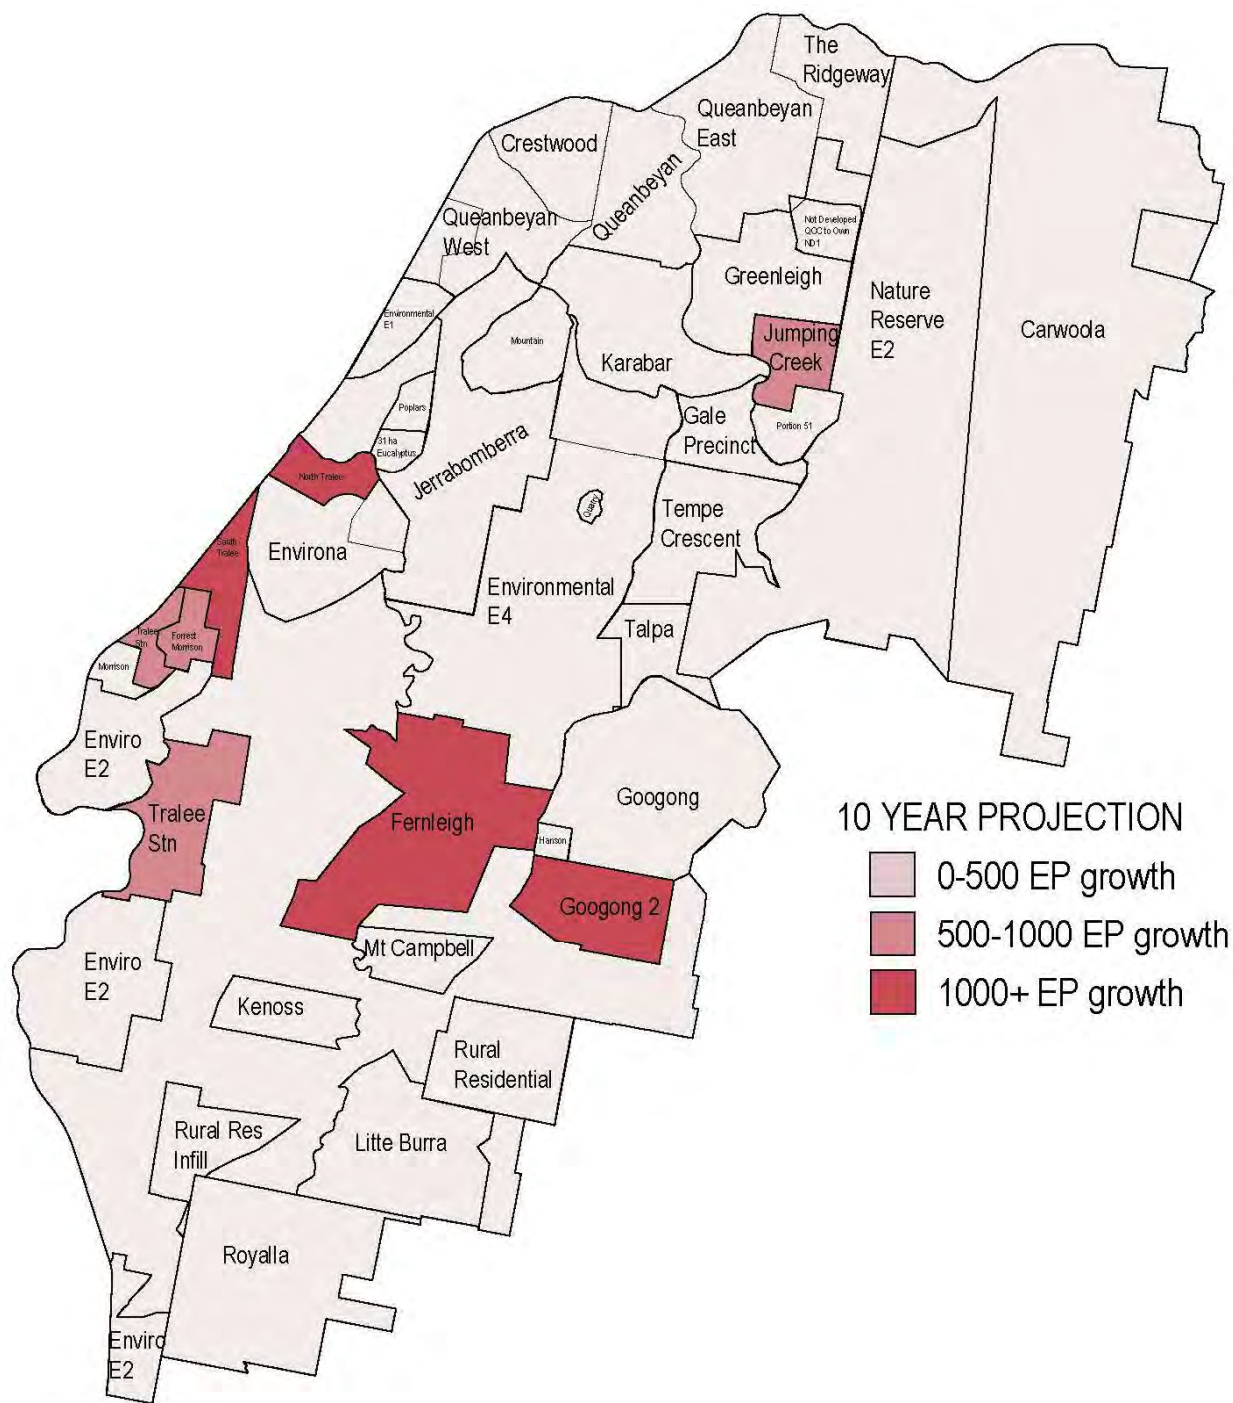 The
Ridgeway
Queanbeyan
East
Crestwood
Queanbeyan
Queanbeyan
West
Not Developed
QCC to Own
ND1
Greenleigh
Nature
Reserve
E2
Carwoola
Environmental
E1
Mountain
Jumping
Creek
Karabar
Poplars
Gale
Precinct
Portion 51
31 ha
Eucalyptus
Jerrabomberra
North Tralee
Quarry
Tempe
Crescent
South
Tralee
Environa
Environmental
E4
Talpa
Tralee
Stn
Forrest
Morrison
Morrison
Enviro
E2
Googong
Tralee
Stn
Fernleigh
Hanson
Googong 2
10 YEAR PROJECTION
0-500 EP growth
500-1000 EP growth
1000+ EP growth
Mt Campbell
Enviro
E2
Kenoss
Rural
Residential
Rural Res
Infill
Litte Burra
Royalla
Enviro
E2